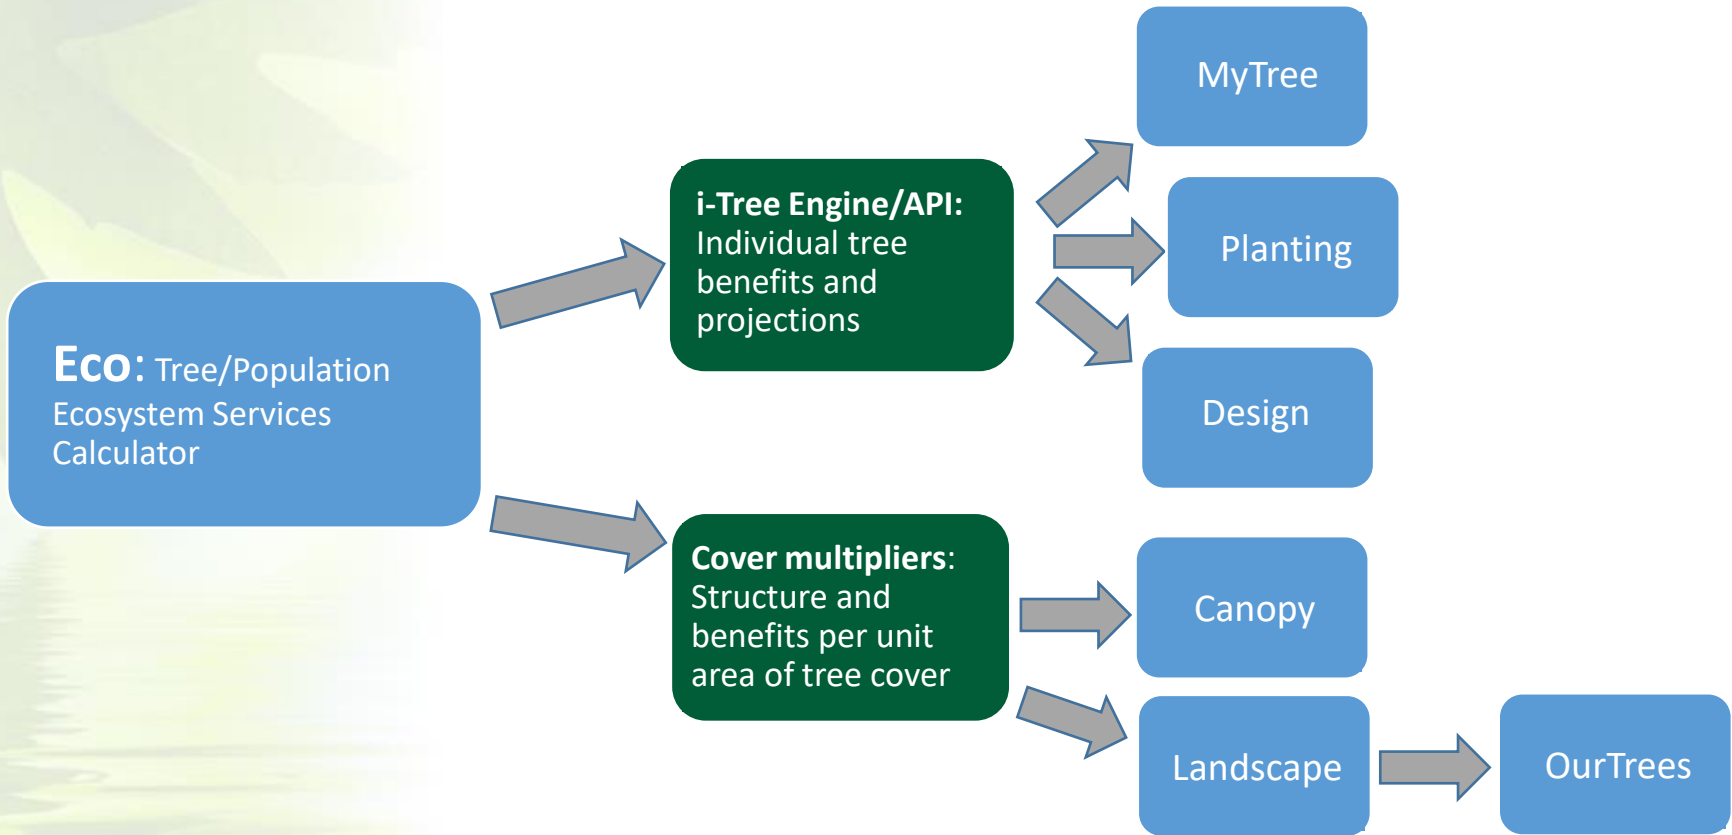 Eco: Tree/Population
Ecosystem Services
Calculator
i-Tree Engine/API:
Individual tree
benefits and
projections
MyTree
Planting
Design
Cover multipliers:
Structure and
benefits per unit
area of tree cover
Canopy
Landscape
OurTrees